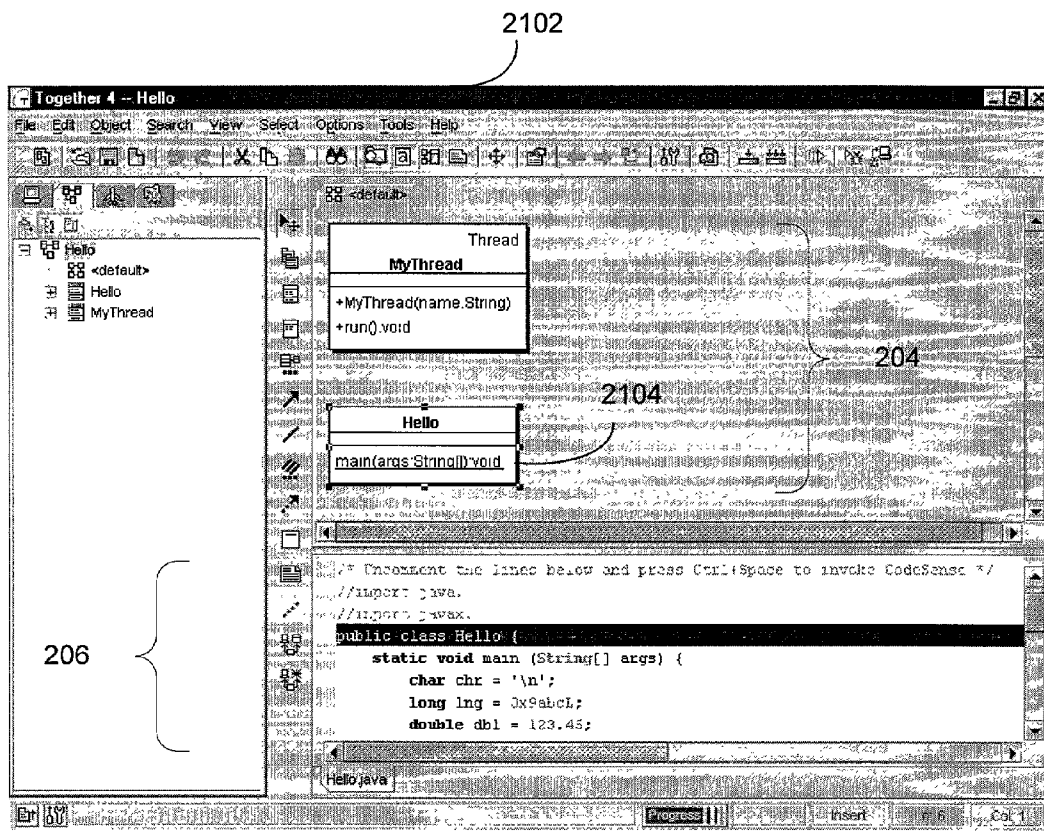 2102
Together 4 -- Hello
File Edit Object Search View Select Options Tools Help
<default>
Hello
<default>
Hello
MyThread
Thread
MyThread
+MyThread(name:String)
+run():void
204
2104
Hello
main(args:String[]):void
206
/* Uncomment the lines below and press Ctrl+Space to invoke CodeSense */
//import java.
//import javax.
public class Hello {
static void main (String[] args) {
char chr = '\n';
long lng = 0x9abcL;
double dbl = 123.45;
Hello.java
Progress
Insert
Col 1